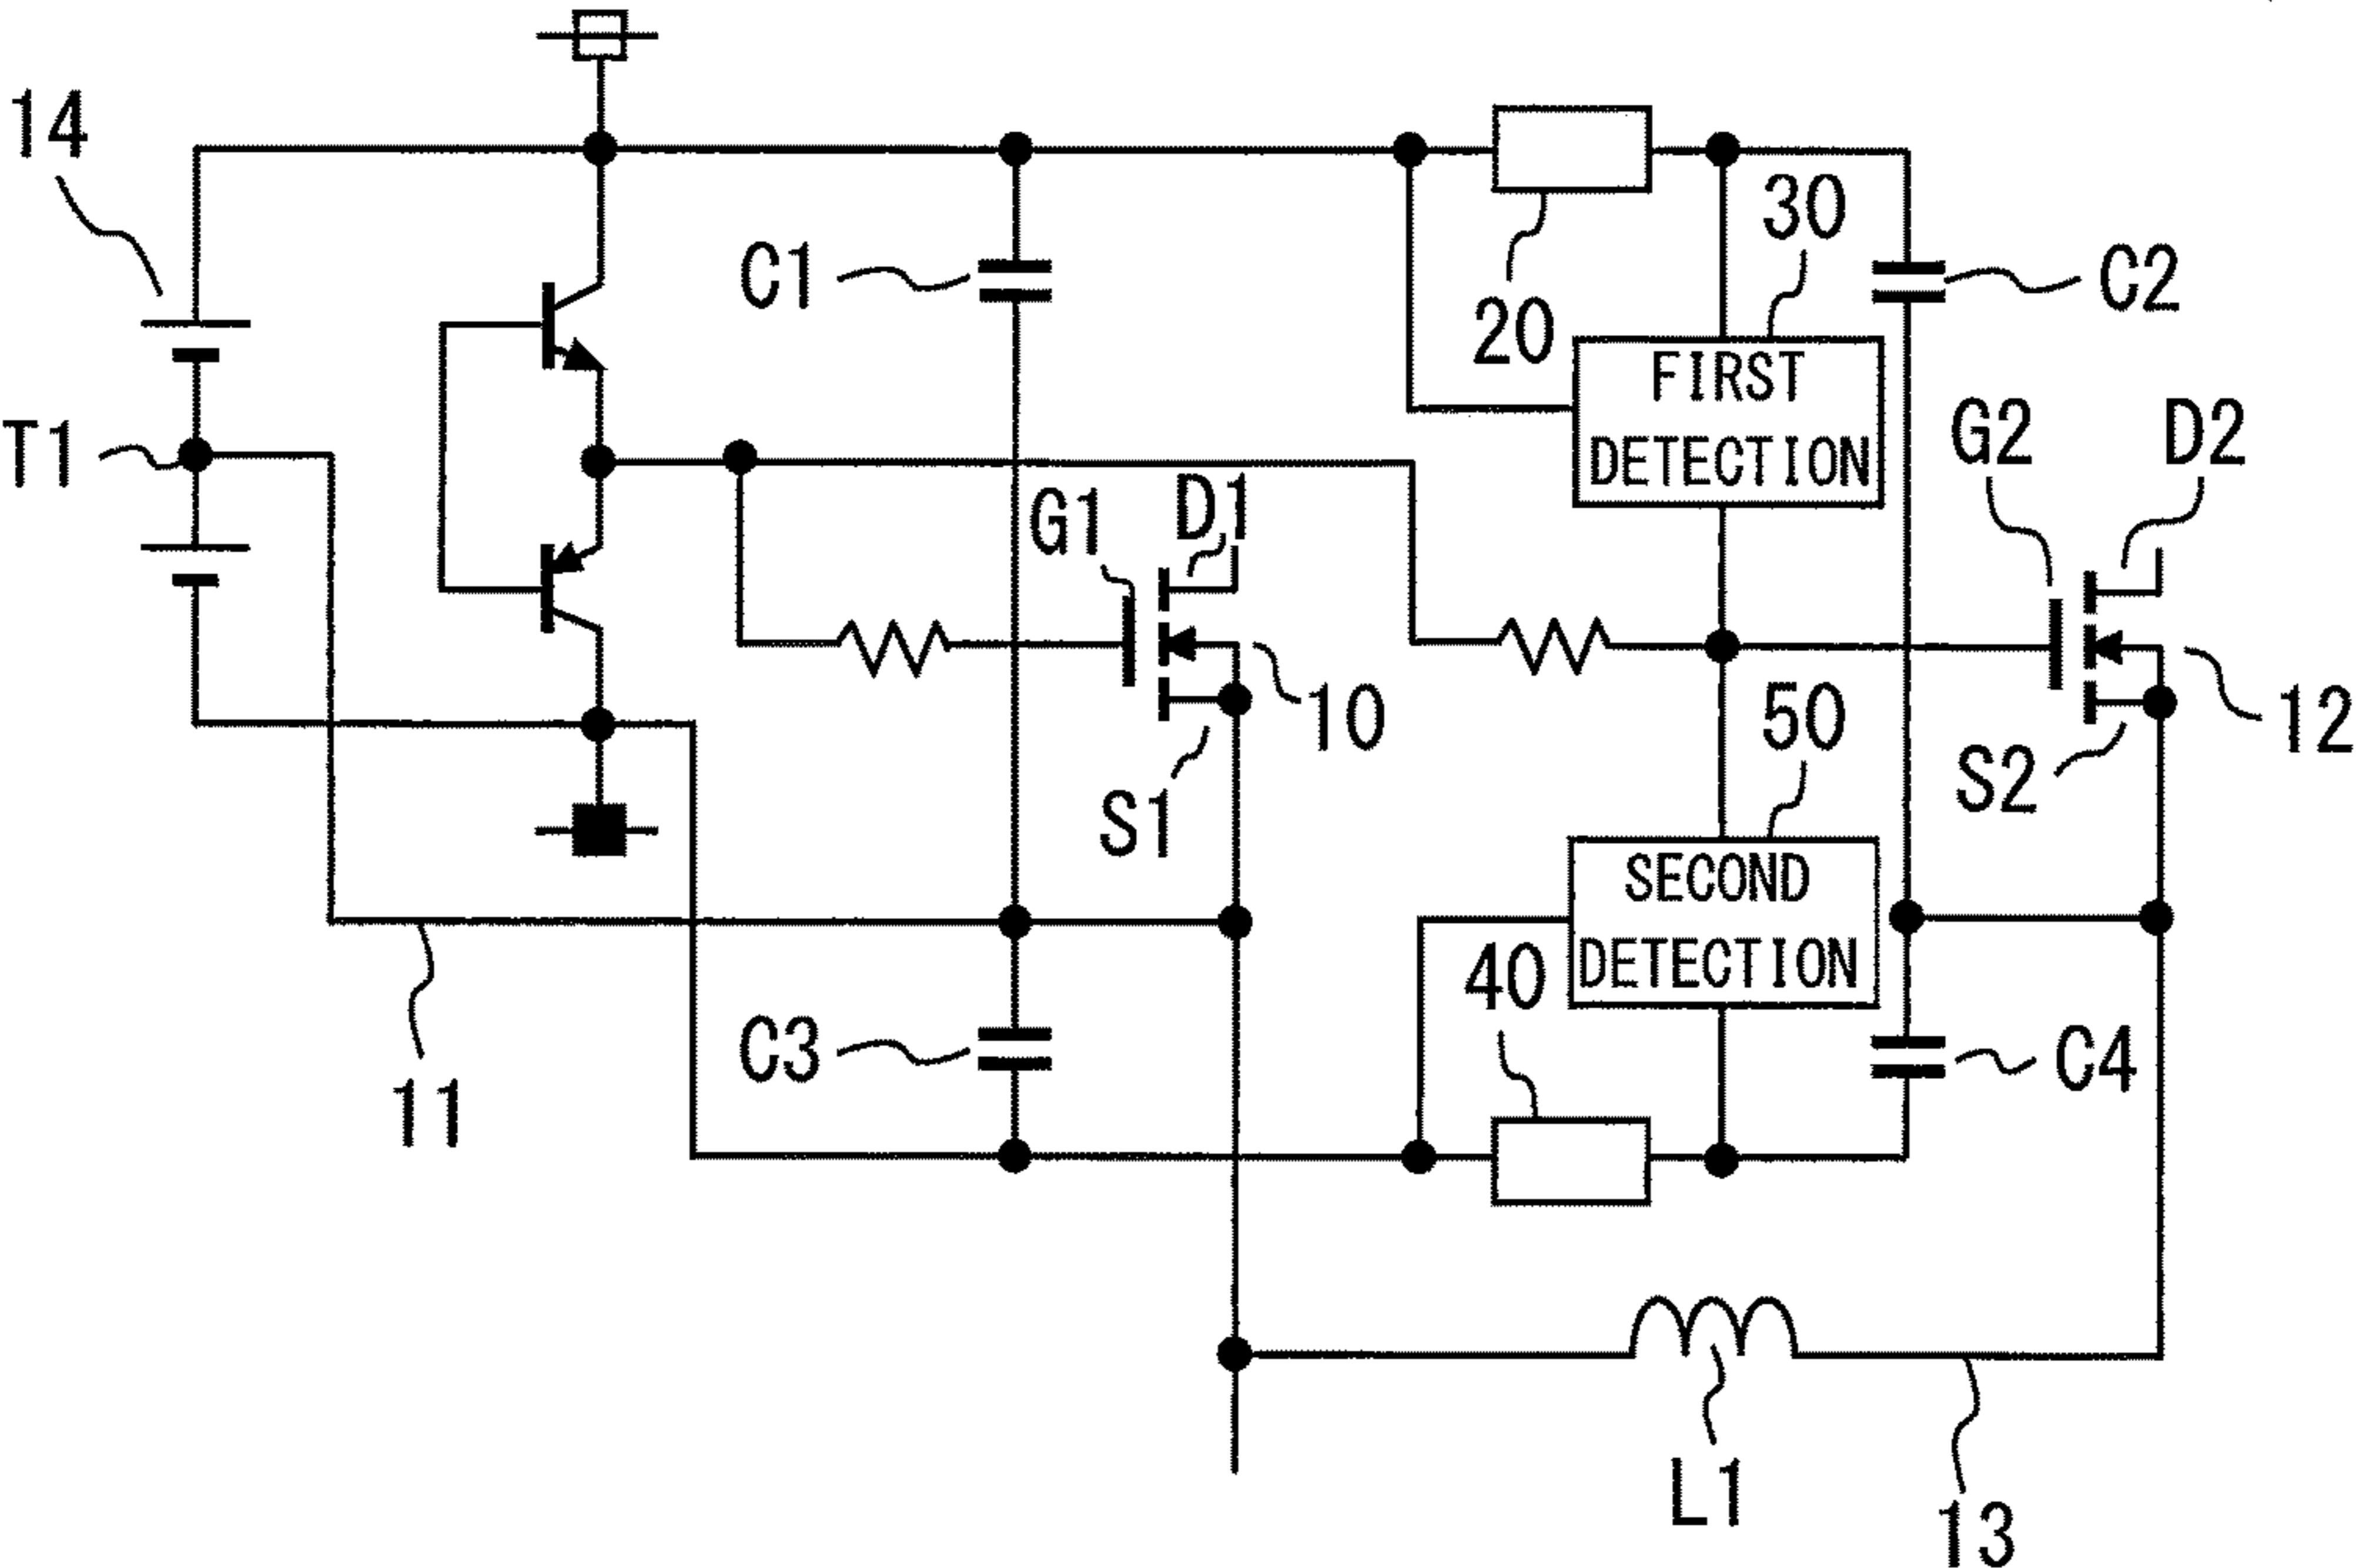 14
C1
30
C2
20
FIRST
DETECTION
T1
G1
D1
G2
D2
10
50
12
S1
S2
SECOND
DETECTION
40
C3
C4
11
L1
13